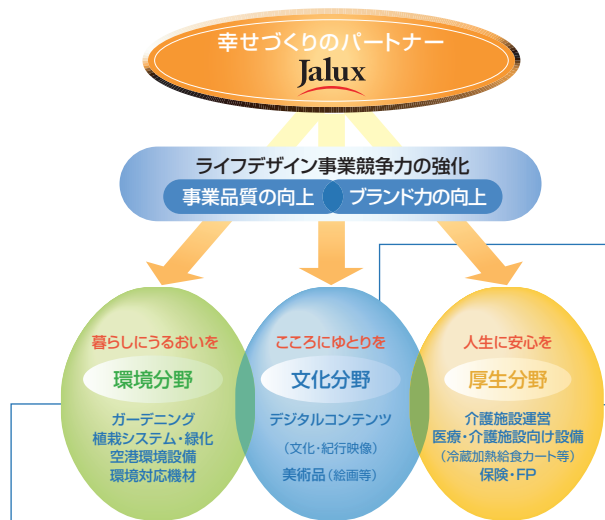 幸せづくりのパートナー
Jalux
ライフデザイン事業競争力の強化
事業品質の向上 ブランド力の向上
暮らしにうるおいを
環境分野
ガーデニング
植栽システム・緑化
空港環境設備
環境対応機材
こころにゆとりを
文化分野
デジタルコンテンツ
(文化・紀行映像)
美術品(絵画等)
人生に安心を
厚生分野
介護施設運営
医療・介護施設向け設備
(冷蔵加熱給食カート等)
保険・FP